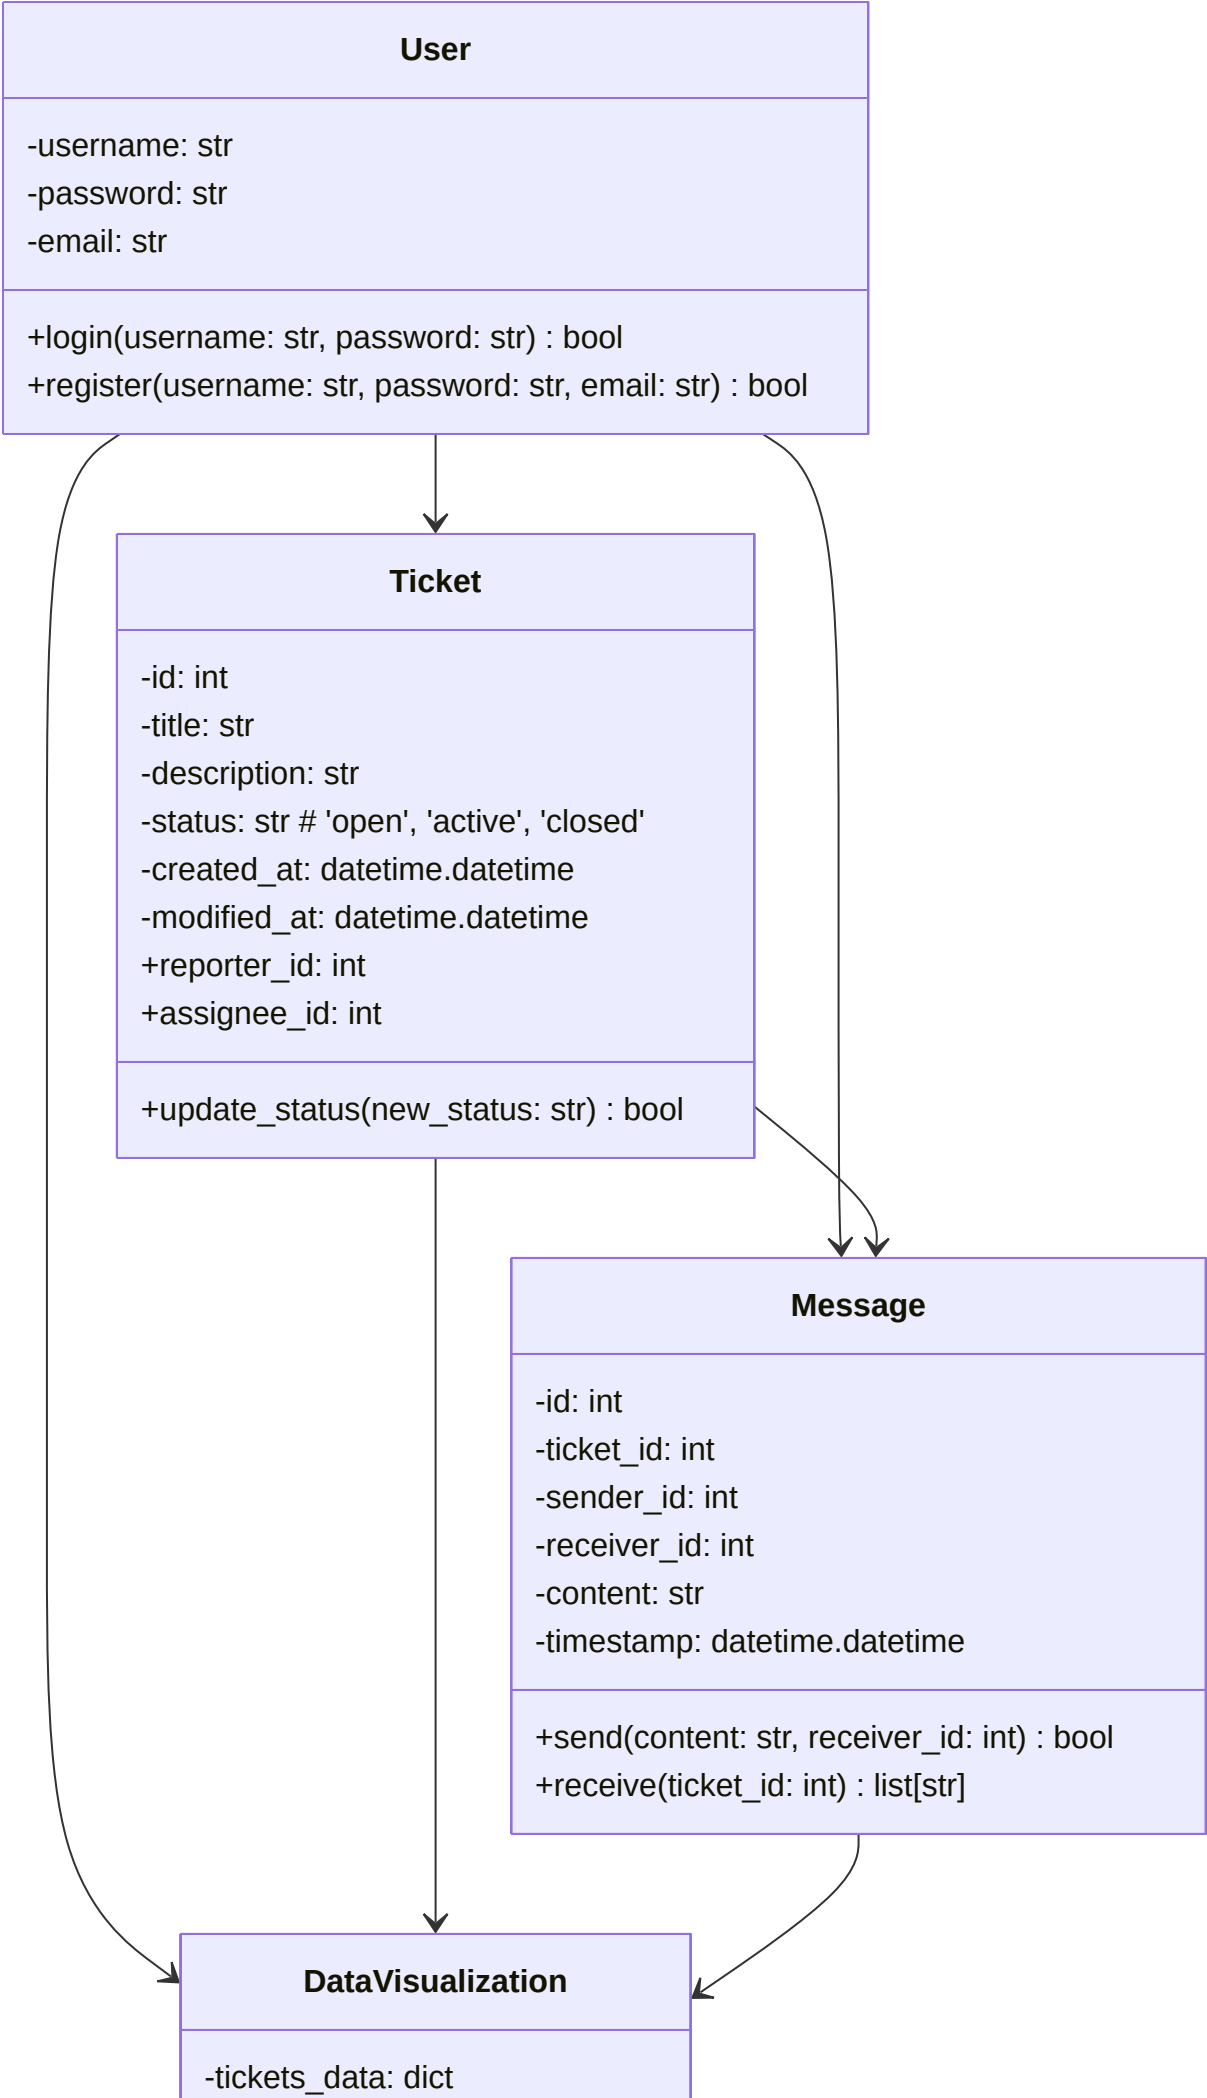 User
-username: str
-password: str
-email: str
+login(username: str, password: str) : bool
+register(username: str, password: str, email: str) : bool
Ticket
-id: int
-title: str
-description: str
-status: str # 'open', 'active', 'closed'
-created_at: datetime.datetime
-modified_at: datetime.datetime
+reporter_id: int
+assignee_id: int
+update_status(new_status: str) : bool
Message
-id: int
-ticket_id: int
-sender_id: int
-receiver_id: int
-content: str
-timestamp: datetime.datetime
+send(content: str, receiver_id: int) : bool
+receive(ticket_id: int) : list[str]
DataVisualization
-tickets_data: dict